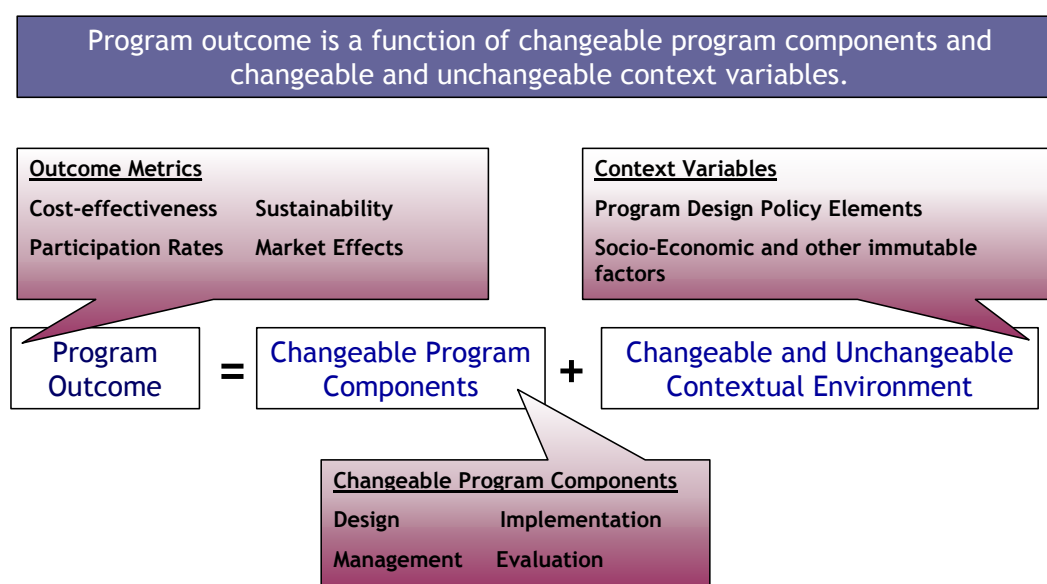 Program outcome is a function of changeable program components and
changeable and unchangeable context variables.
Outcome Metrics
Cost-effectiveness Sustainability
Participation Rates Market Effects
Context Variables
Program Design Policy Elements
Socio-Economic and other immutable
factors
Program
Outcome
=
Changeable Program
Components
+
Changeable and Unchangeable
Contextual Environment
Changeable Program Components
Design Implementation
Management Evaluation